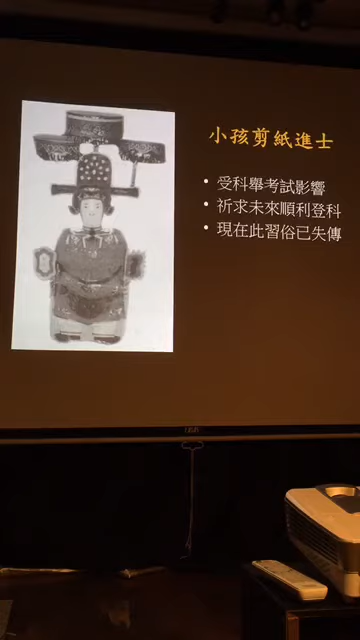 小孩剪紙進士
• 受科舉考試影響
• 祈求未來順利登科
• 現在此習俗已失傳